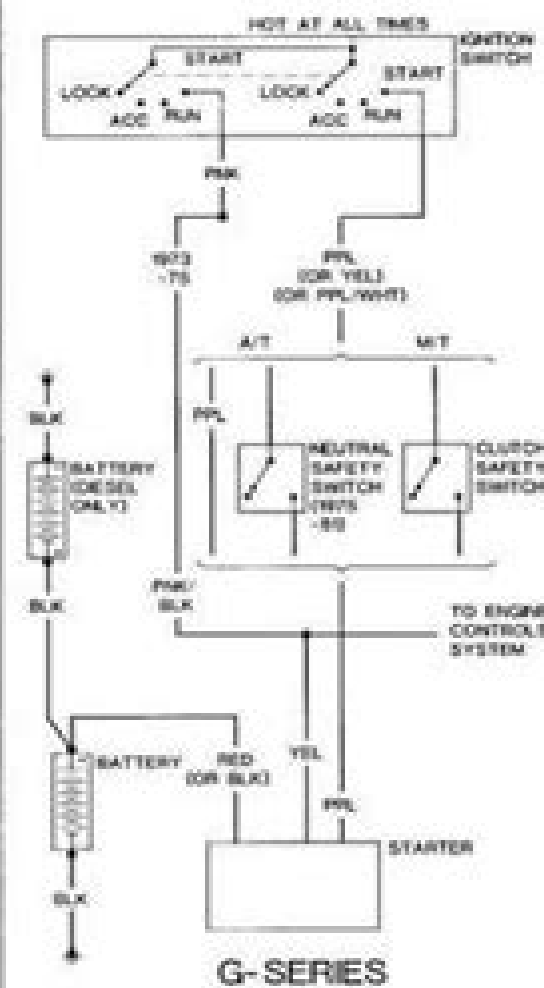 HOT AT ALL TIMES
IGNITION
SWITCH
START
START
LOCK
LOCK
ACC
RUN
ACC
RUN
PNK
1973
-75
PPL
(OR YEL)
(OR PPL/WHT)
A/T
M/T
BLK
PPL
BATTERY
(DIESEL
ONLY)
NEUTRAL
SAFETY
SWITCH
(1975
CLUTCH
SAFETY
SWITCH
BLK
PNK/
BLK
TO ENGINE
CONTROLS
SYSTEM
BATTERY
RED
(OR BLK)
YEL
PPL
STARTER
BLK
G-SERIES